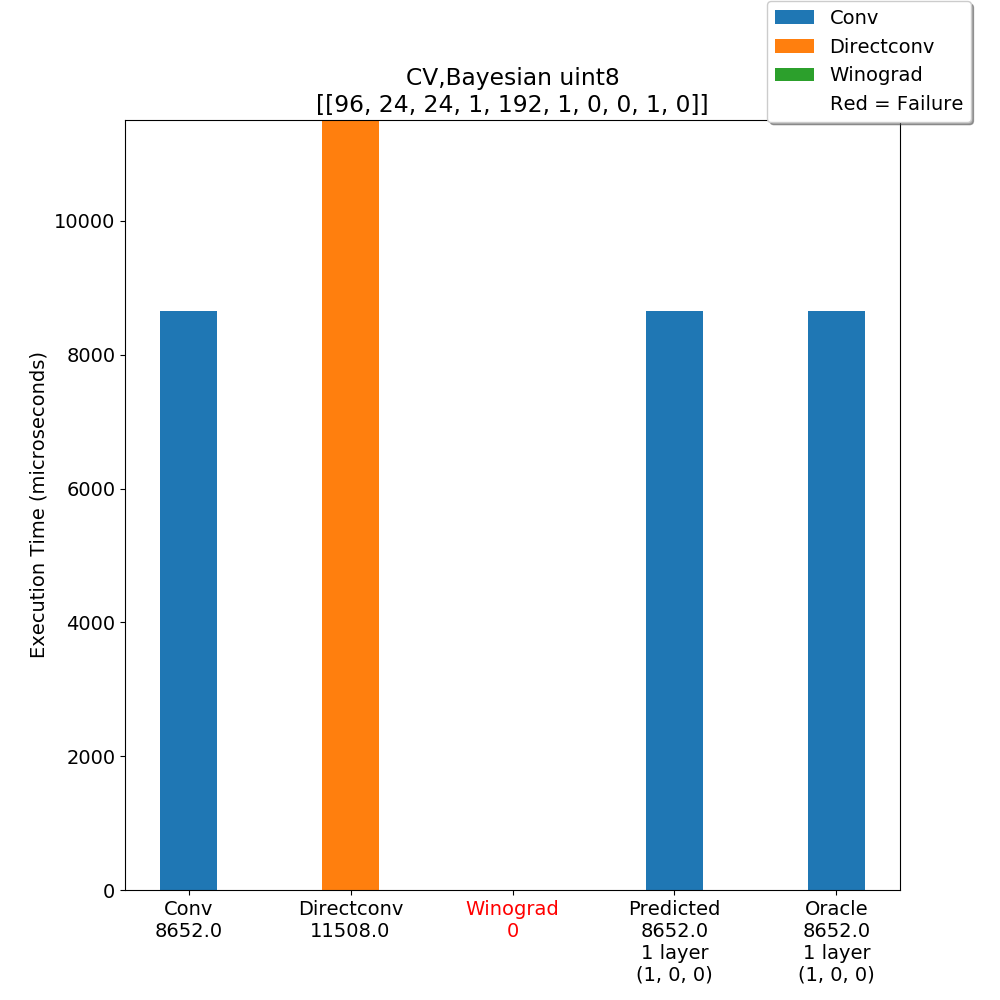 Conv
Directconv
Winograd
Red = Failure
CV,Bayesian uint8
[[96, 24, 24, 1, 192, 1, 0, 0, 1, 0]]
Execution Time (microseconds)
10000
8000
6000
4000
2000
0
Conv
8652.0
Directconv
11508.0
Winograd
0
Predicted
8652.0
1 layer
(1, 0, 0)
Oracle
8652.0
1 layer
(1, 0, 0)